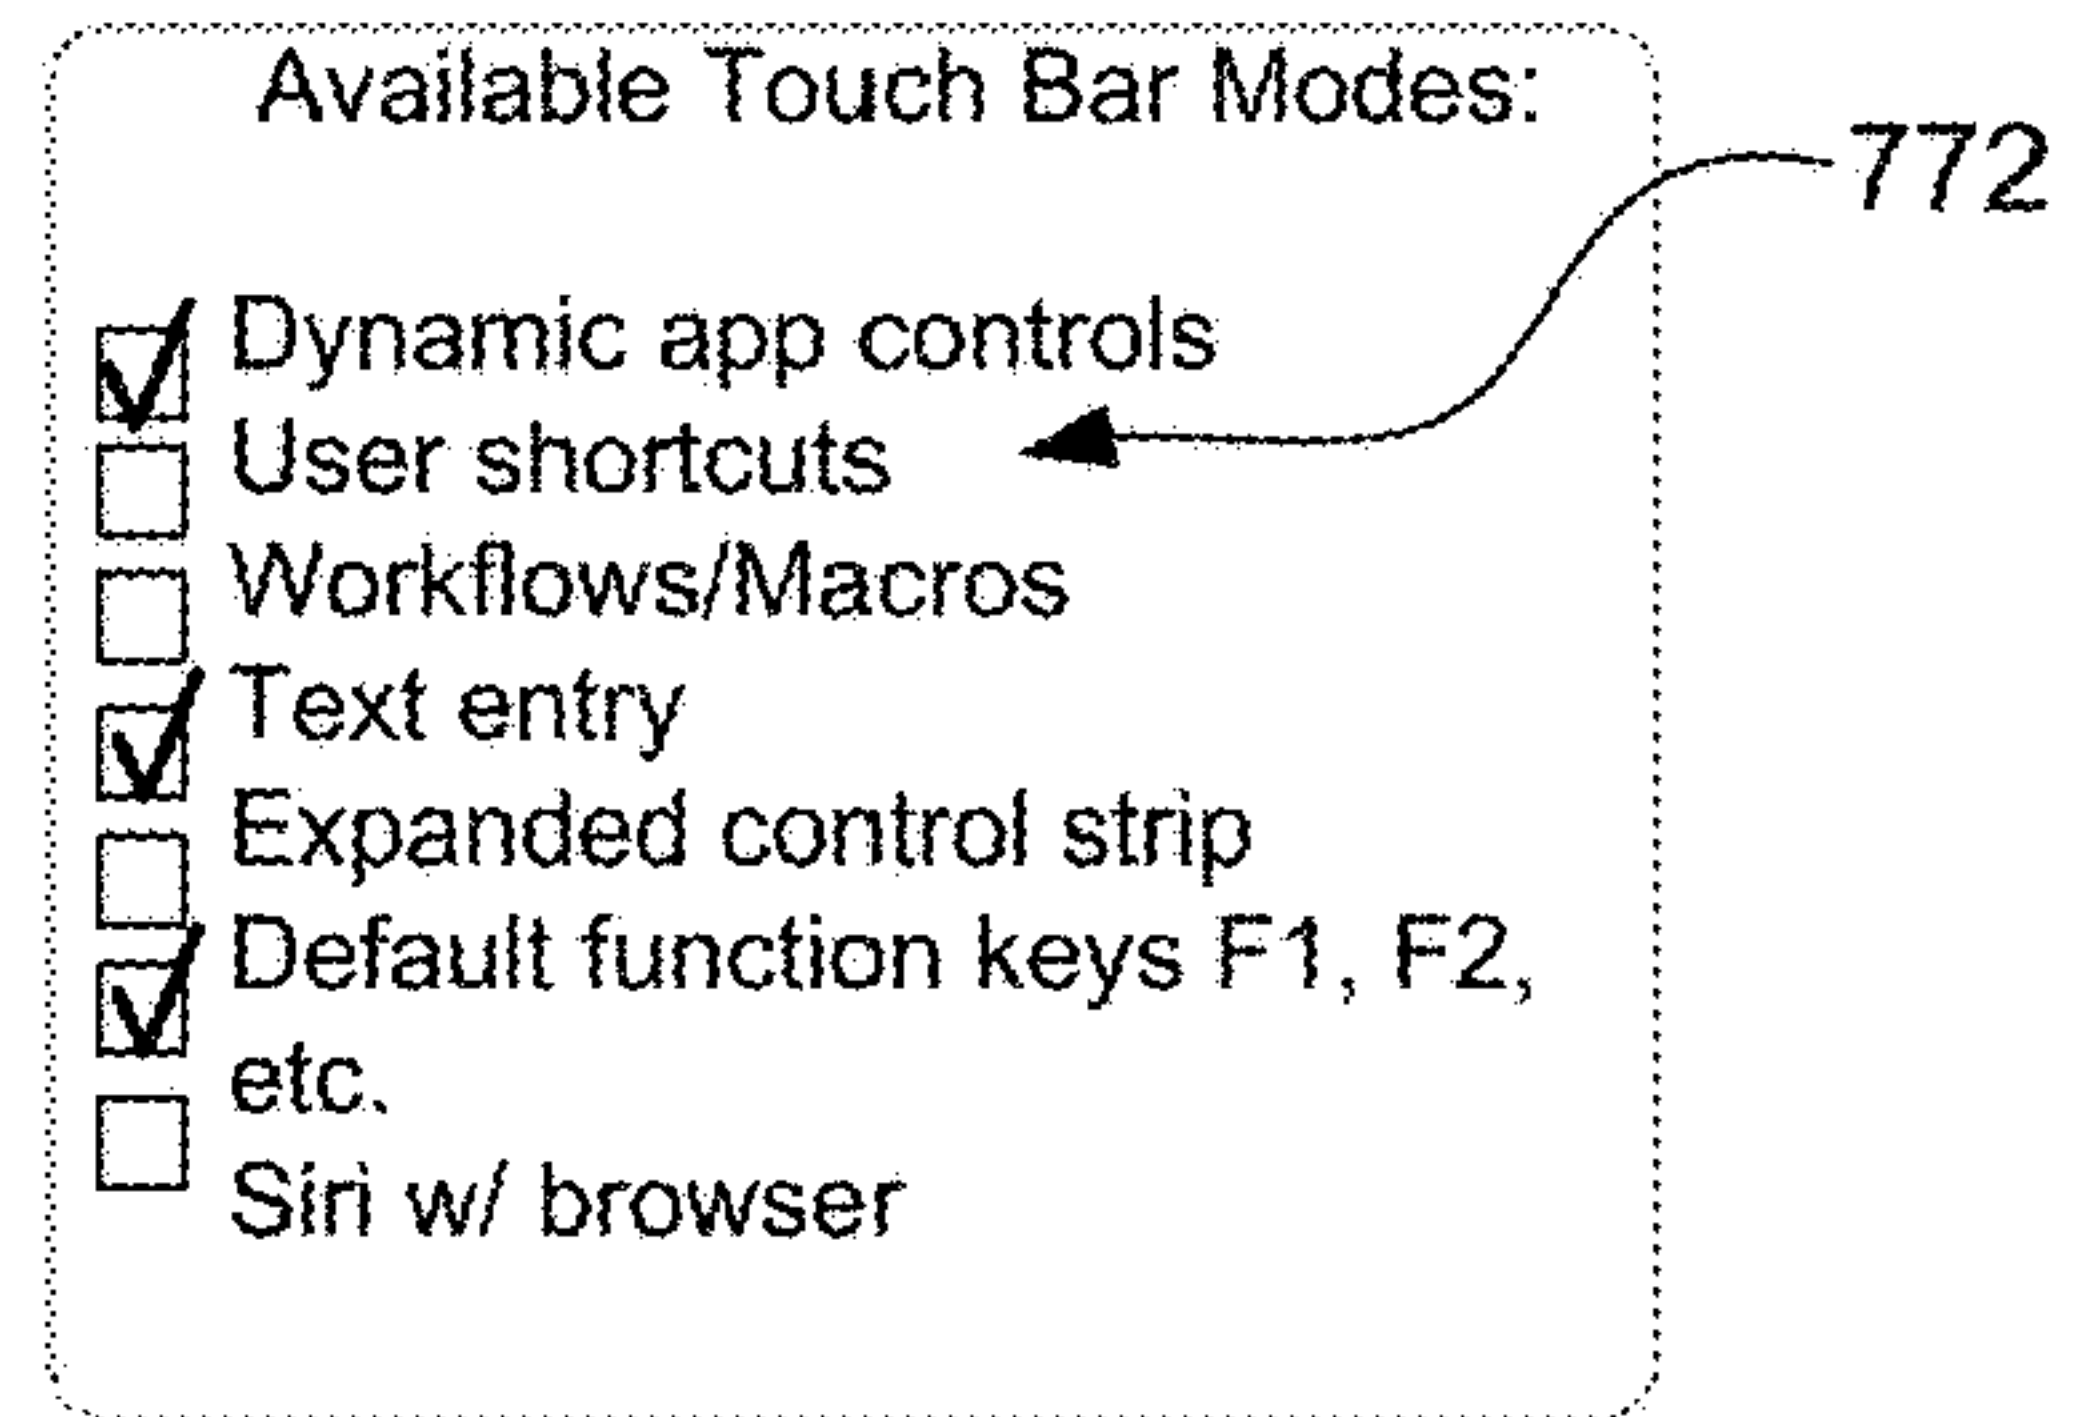 Available Touch Bar Modes:
772
Dynamic app controls
User shortcuts
Workflows/Macros
Text entry
Expanded control strip
Default function keys F1, F2,
etc.
Siri w/ browser